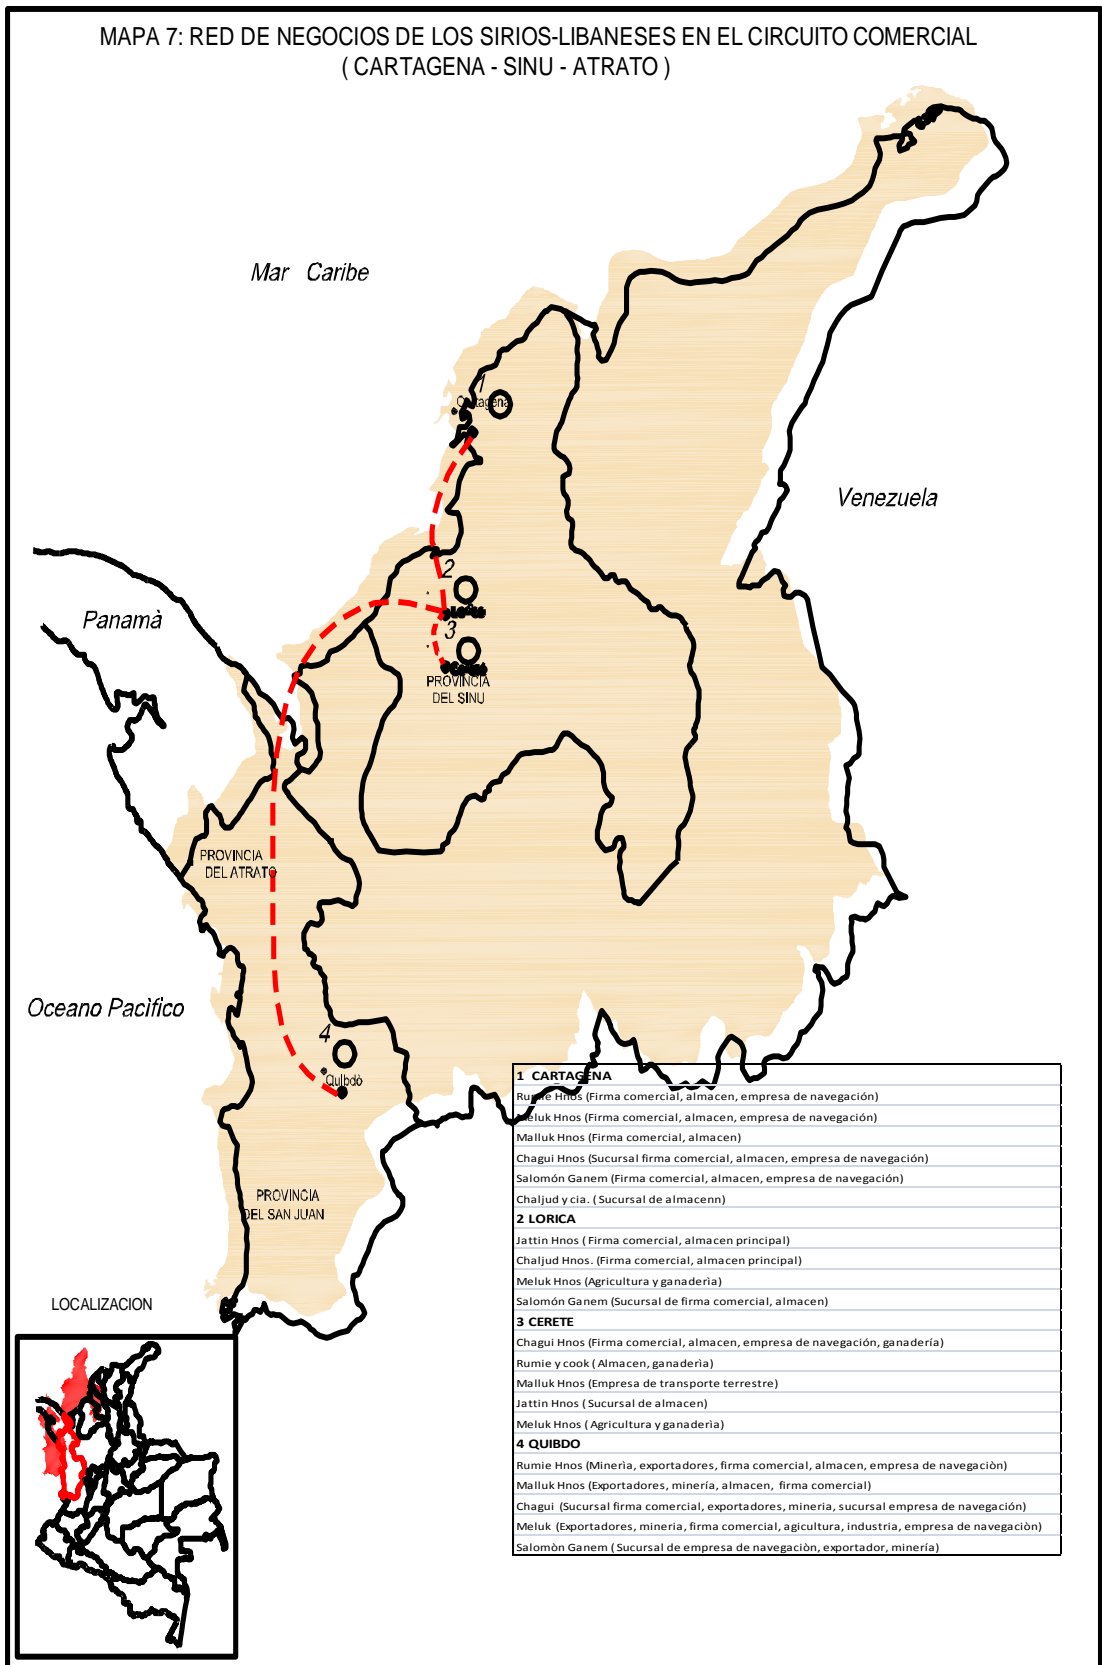 MAPA 7: RED DE NEGOCIOS DE LOS SIRIOS-LIBANESES EN EL CIRCUITO COMERCIAL
( CARTAGENA - SINU - ATRATO )
Mar Caribe
1
Cartagena
Venezuela
2
Panamà
3
PROVINCIA
DEL SINU
PROVINCIA
DEL ATRATO
Oceano Pacìfico
4
Quibdò
PROVINCIA
DEL SAN JUAN
LOCALIZACION
1 CARTAGENA
Rumie Hnos (Firma comercial, almacen, empresa de navegación)
Meluk Hnos (Firma comercial, almacen, empresa de navegación)
Malluk Hnos (Firma comercial, almacen)
Chagui Hnos (Sucursal firma comercial, almacen, empresa de navegación)
Salomón Ganem (Firma comercial, almacen, empresa de navegación)
Chaljud y cia. ( Sucursal de almacenn)
2 LORICA
Jattin Hnos ( Firma comercial, almacen principal)
Chaljud Hnos. (Firma comercial, almacen principal)
Meluk Hnos (Agricultura y ganaderìa)
Salomón Ganem (Sucursal de firma comercial, almacen)
3 CERETE
Chagui Hnos (Firma comercial, almacen, empresa de navegación, ganadería)
Rumie y cook ( Almacen, ganaderìa)
Malluk Hnos (Empresa de transporte terrestre)
Jattin Hnos ( Sucursal de almacen)
Meluk Hnos ( Agricultura y ganaderìa)
4 QUIBDO
Rumie Hnos (Minerìa, exportadores, firma comercial, almacen, empresa de navegaciòn)
Malluk Hnos (Exportadores, minería, almacen, firma comercial)
Chagui (Sucursal firma comercial, exportadores, mineria, sucursal empresa de navegación)
Meluk (Exportadores, mineria, firma comercial, agicultura, industria, empresa de navegaciòn)
Salomòn Ganem ( Sucursal de empresa de navegaciòn, exportador, minería)